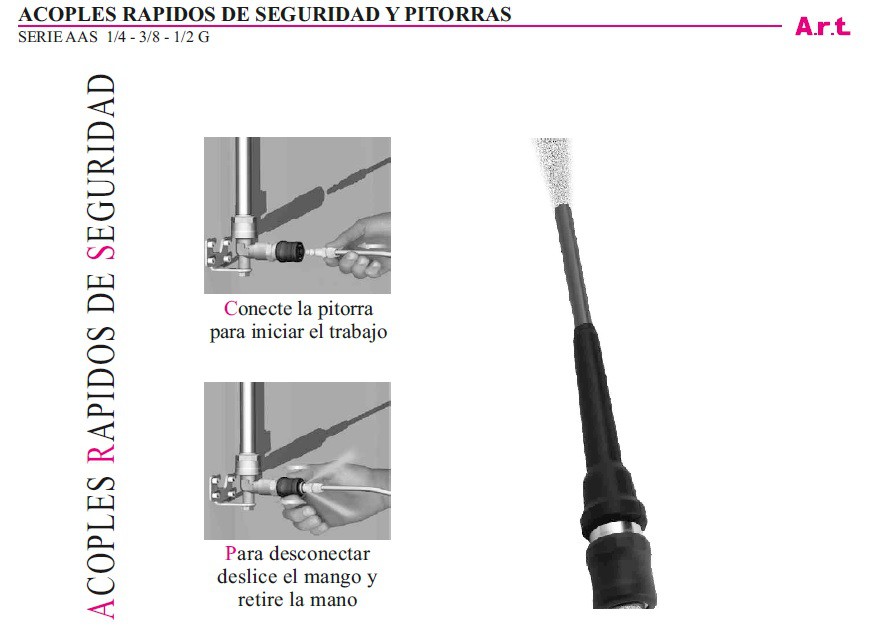 ACOPLES RAPIDOS DE SEGURIDAD Y PITORRAS
SERIE AAS 1/4 - 3/8 - 1/2 G
A.r.t.
ACOPLES RAPIDOS DE SEGURIDAD
Conecte la pitorra
para iniciar el trabajo
Para desconectar
deslice el mango y
retire la mano